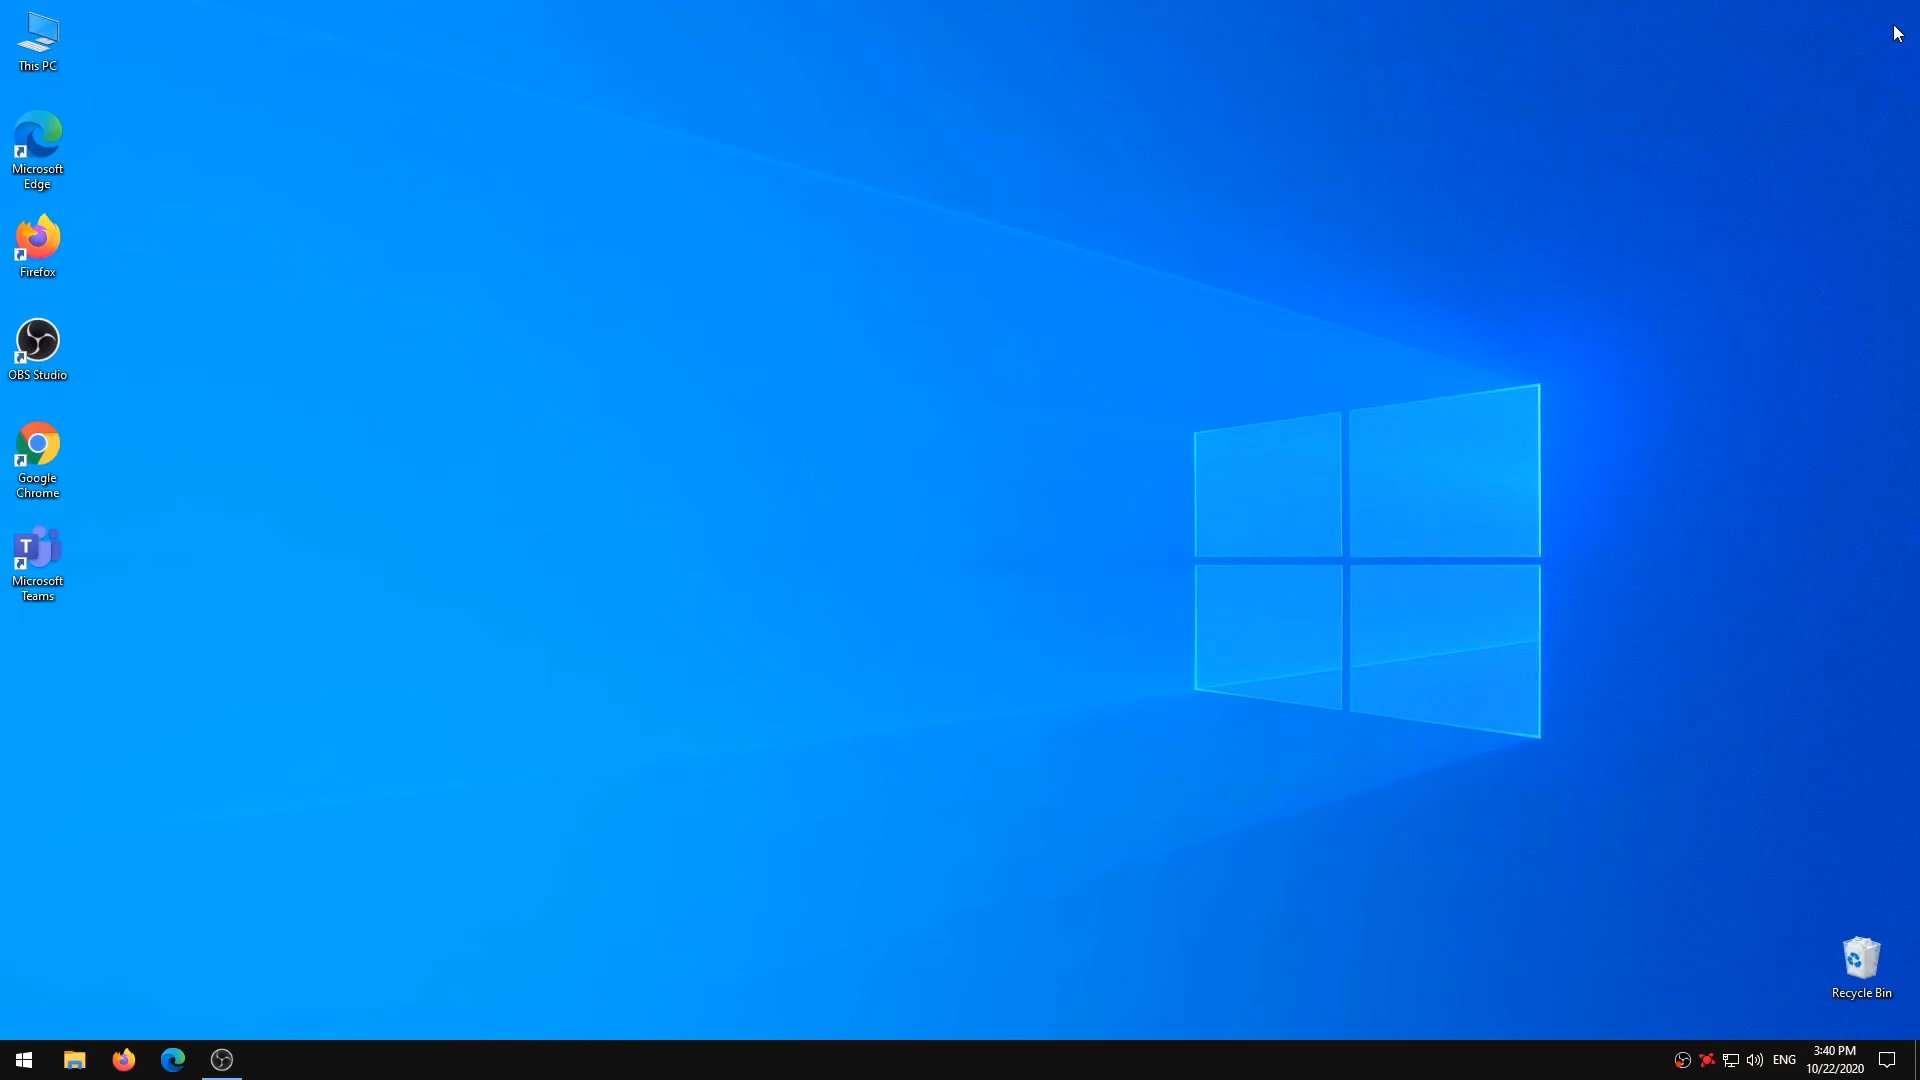 This PC
Microsoft
Edge
Firefox
OBS Studio
Google
Chrome
T
Microsoft
Teams
Recycle Bin
ENG
3:40 PM
10/22/2020